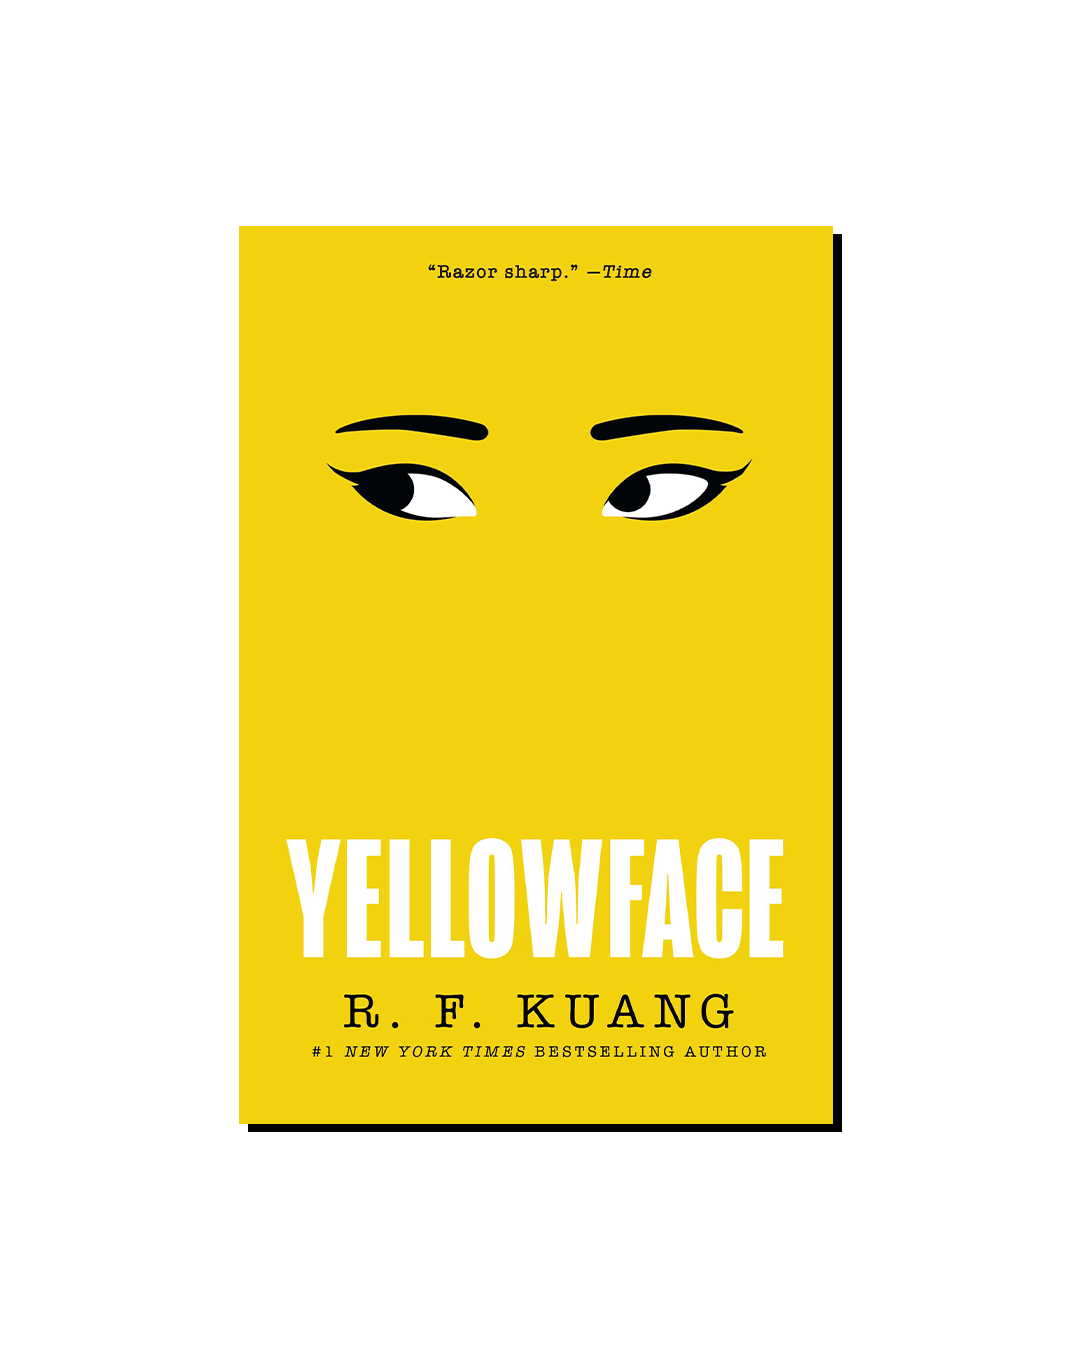 “Razor sharp.” —Time
YELLOWFACE
R. F. KUANG
#1 NEW YORK TIMES BESTSELLING AUTHOR